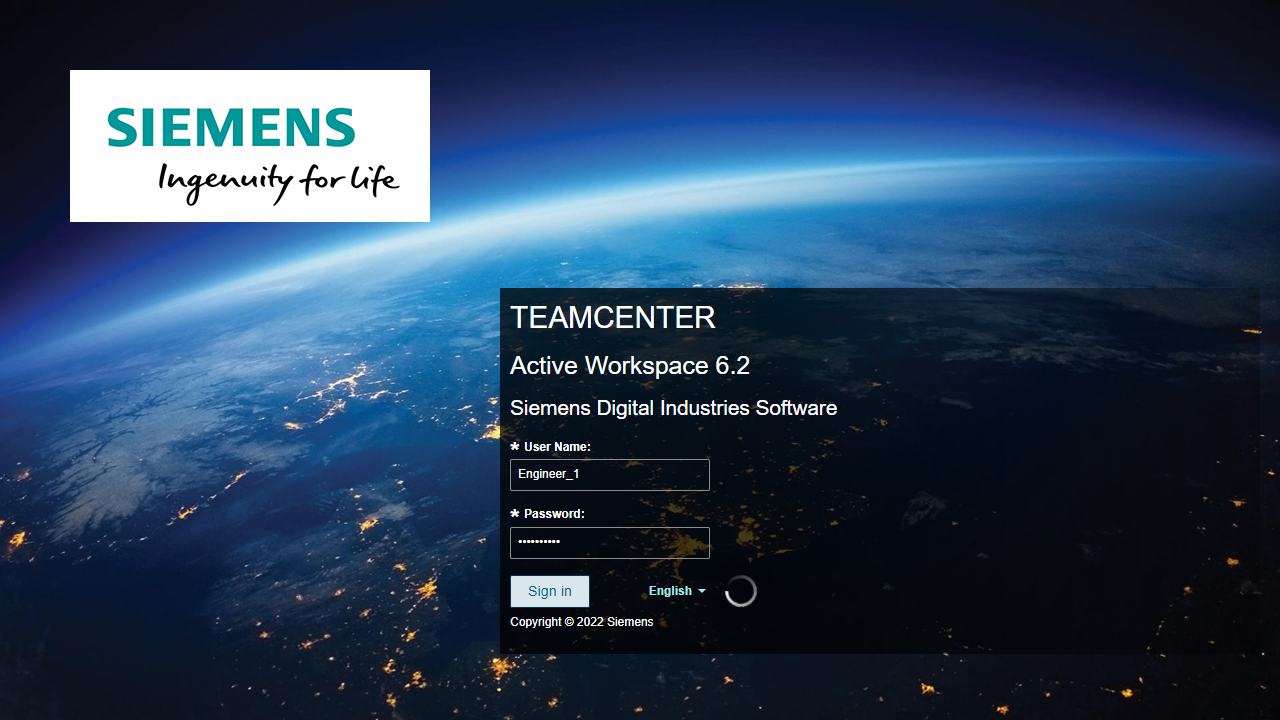 SIEMENS
Ingenuity for life
TEAMCENTER
Active Workspace 6.2
Siemens Digital Industries Software
* User Name:
Engineer_1
* Password:
••••••••••
Sign in
English
Copyright © 2022 Siemens